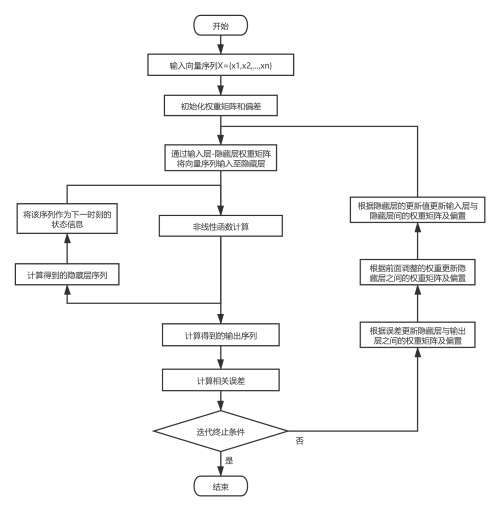 开始
输入向量序列X={x1,x2,...,xn}
初始化权重矩阵和偏差
通过输入层-隐藏层权重矩阵
将向量序列输入至隐藏层
将该序列作为下一时刻的
状态信息
非线性函数计算
根据隐藏层的更新值更新输入层与
隐藏层间的权重矩阵及偏置
计算得到的隐藏层序列
根据前面调整的权重更新隐
藏层之间的权重矩阵及偏置
计算得到的输出序列
根据误差更新隐藏层与输出
层之间的权重矩阵及偏置
计算相关误差
迭代终止条件
否
是
结束